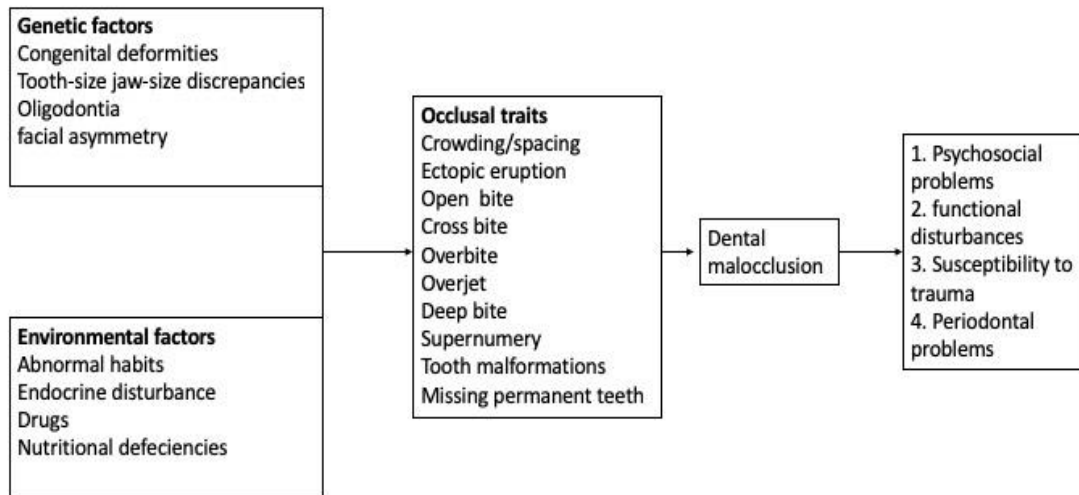 Genetic factors
Congenital deformities
Tooth-size jaw-size discrepancies
Oligodontia
facial asymmetry
Environmental factors
Abnormal habits
Endocrine disturbance
Drugs
Nutritional defeciencies
Occlusal traits
Crowding/spacing
Ectopic eruption
Open bite
Cross bite
Overbite
Overjet
Deep bite
Supernumery
Tooth malformations
Missing permanent teeth
Dental
malocclusion
1. Psychosocial
problems
2. functional
disturbances
3. Susceptibility to
trauma
4. Periodontal
problems